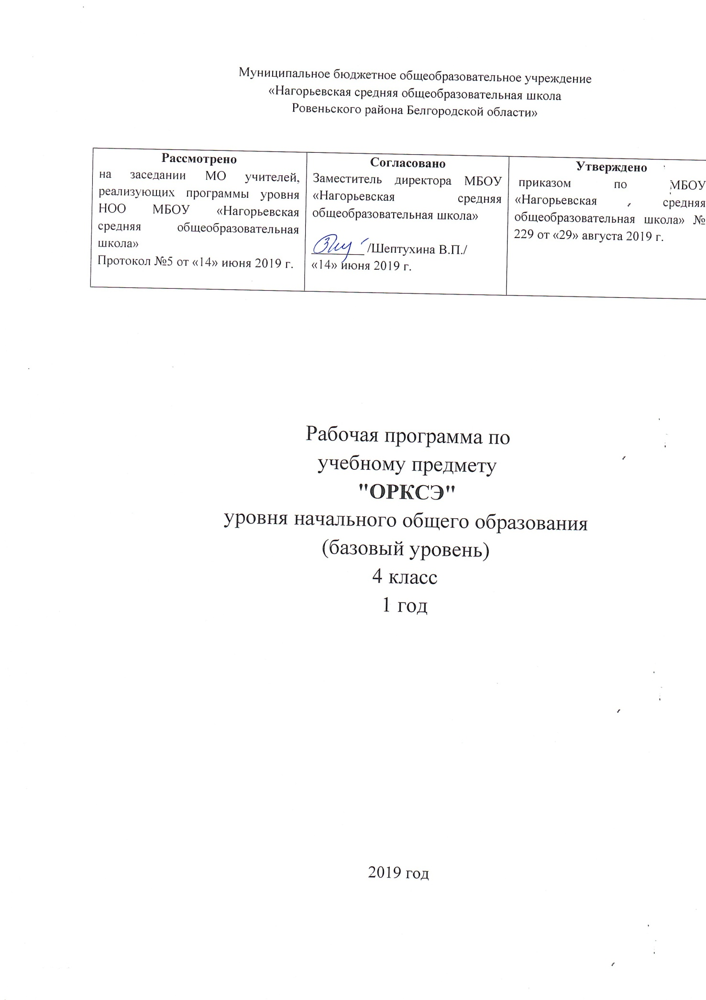 Муниципальное бюджетное общеобразовательное учреждение
«Нагорьевская средняя общеобразовательная школа
Ровеньского района Белгородской области»
Рассмотрено
на заседании МО учителей,
реализующих программы уровня
НОО МБОУ «Нагорьевская
средняя общеобразовательная
школа»
Протокол №5 от «14» июня 2019 г.
Согласовано
Заместитель директора МБОУ
«Нагорьевская средняя
общеобразовательная школа»
/Шептухина В.П./
«14» июня 2019 г.
Утверждено
приказом по МБОУ
«Нагорьевская средняя
общеобразовательная школа» №
229 от «29» августа 2019 г.
Рабочая программа по
учебному предмету
"ОРКСЭ"
уровня начального общего образования
(базовый уровень)
4 класс
1 год
2019 год